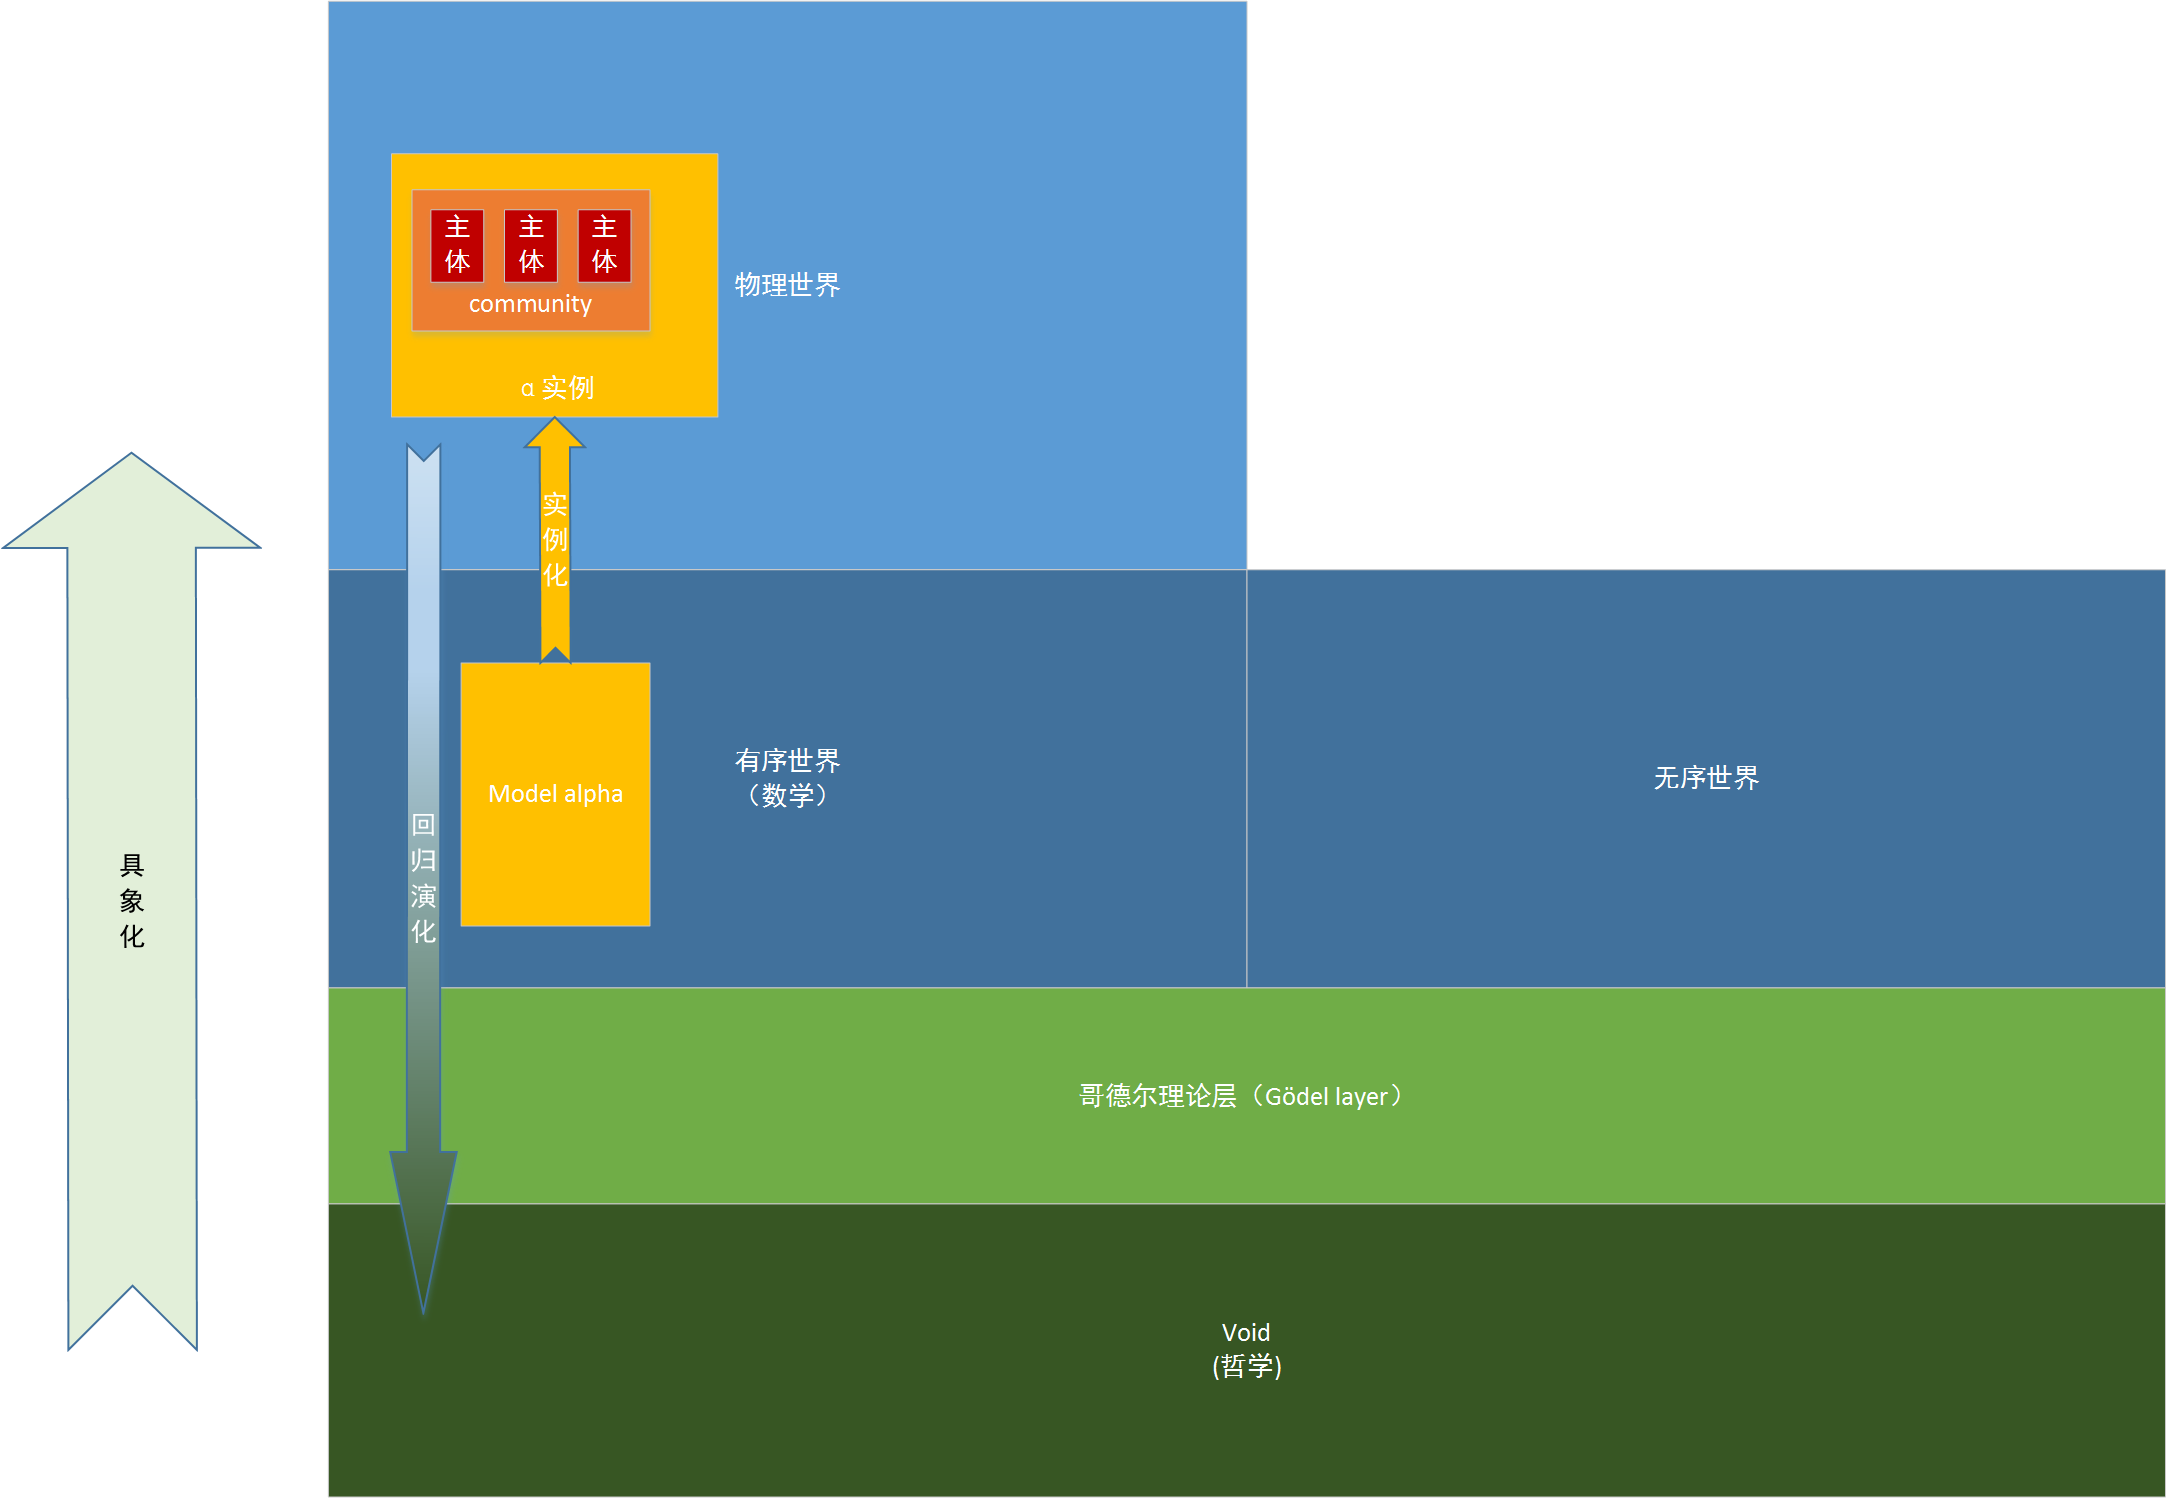 主
体
主
体
主
体
community
α 实例
物理世界
实
例
化
Model alpha
有序世界
（数学）
无序世界
具
象
化
回
归
演
化
哥德尔理论层（Gödel layer）
Void
(哲学)